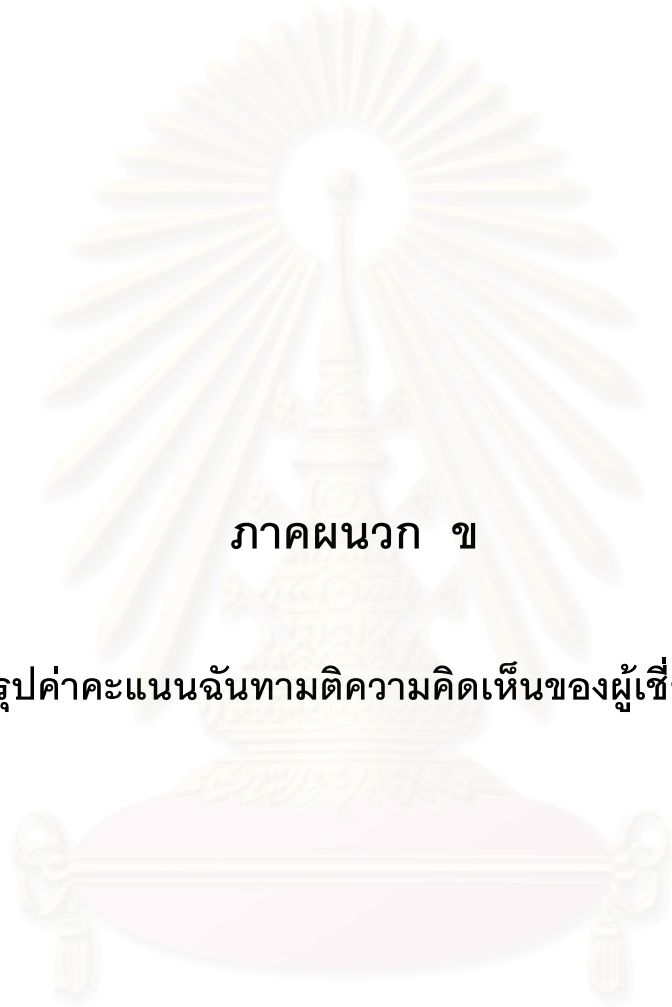 ภาคผนวก ข
รุปค่าคะแนนฉันทามติความคิดเห็นของผู้เชี่